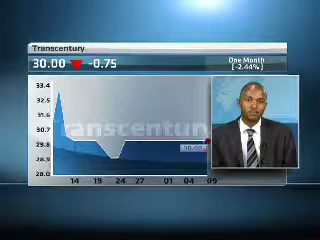 Transcentury
30.00 -0.75
One Month
[-2.44%]
33.4
32.5
31.6
30.7
29.8
28.9
28.0
Transcentury
30.00
14 19 24 27 01 04 09